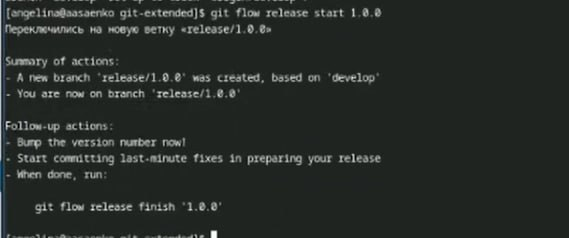 [angelina@aasaenko git-extended]$ git flow release start 1.0.0
Переключились на новую ветку «release/1.0.0»
Summary of actions:
- A new branch 'release/1.0.0' was created, based on 'develop'
- You are now on branch 'release/1.0.0'
Follow-up actions:
- Bump the version number now!
- Start committing last-minute fixes in preparing your release
- When done, run:
git flow release finish '1.0.0'
[angelina@aasaenko git-extended]$